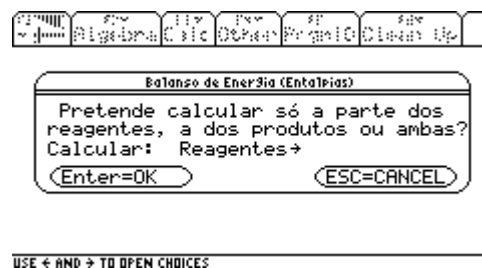 Algebra Calc Other PrgmIO Clean Up
Balanso de Energia (Entalpias)
Pretende calcular só a parte dos
reagentes, a dos produtos ou ambas?
Calcular: Reagentes→
Enter=OK ESC=CANCEL
USE ← AND → TO OPEN CHOICES